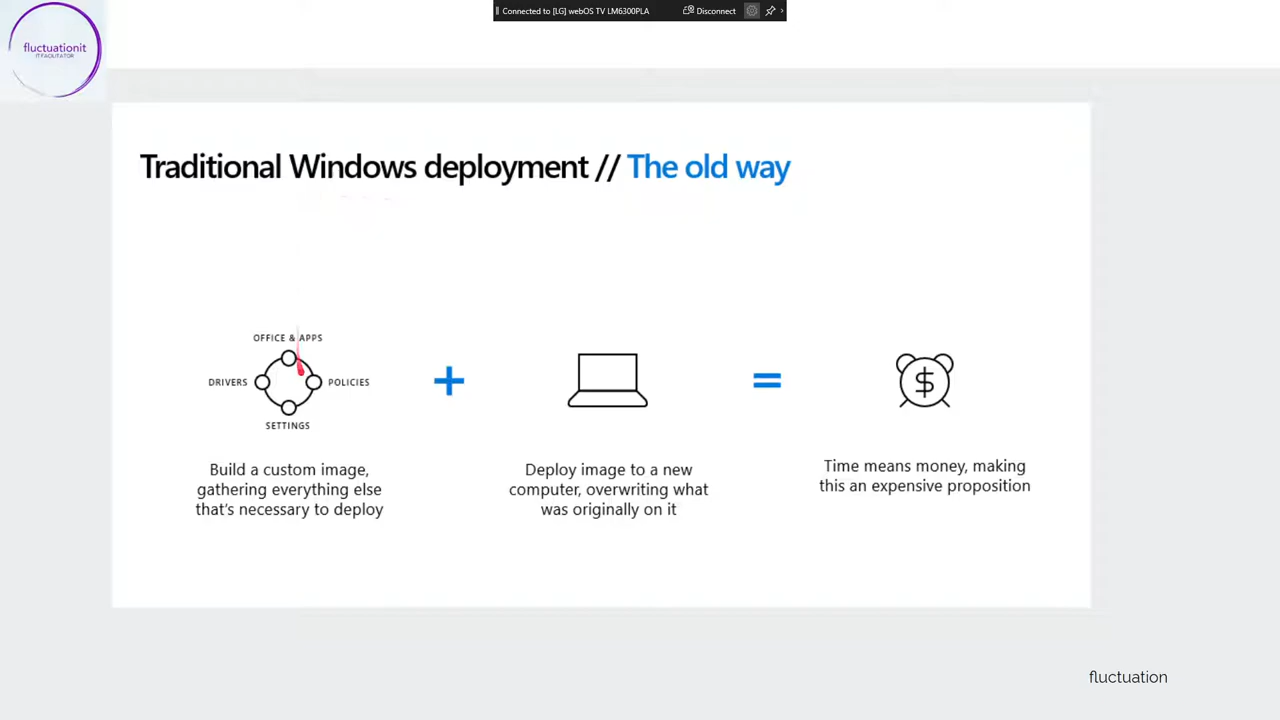 Connected to [LG] webOS TV LM6300PLA
Disconnect
fluctuationit
IT FACILITATOR
Traditional Windows deployment // The old way
OFFICE & APPS
DRIVERS
POLICIES
SETTINGS
+
=
$
Build a custom image,
gathering everything else
that's necessary to deploy
Deploy image to a new
computer, overwriting what
was originally on it
Time means money, making
this an expensive proposition
fluctuation